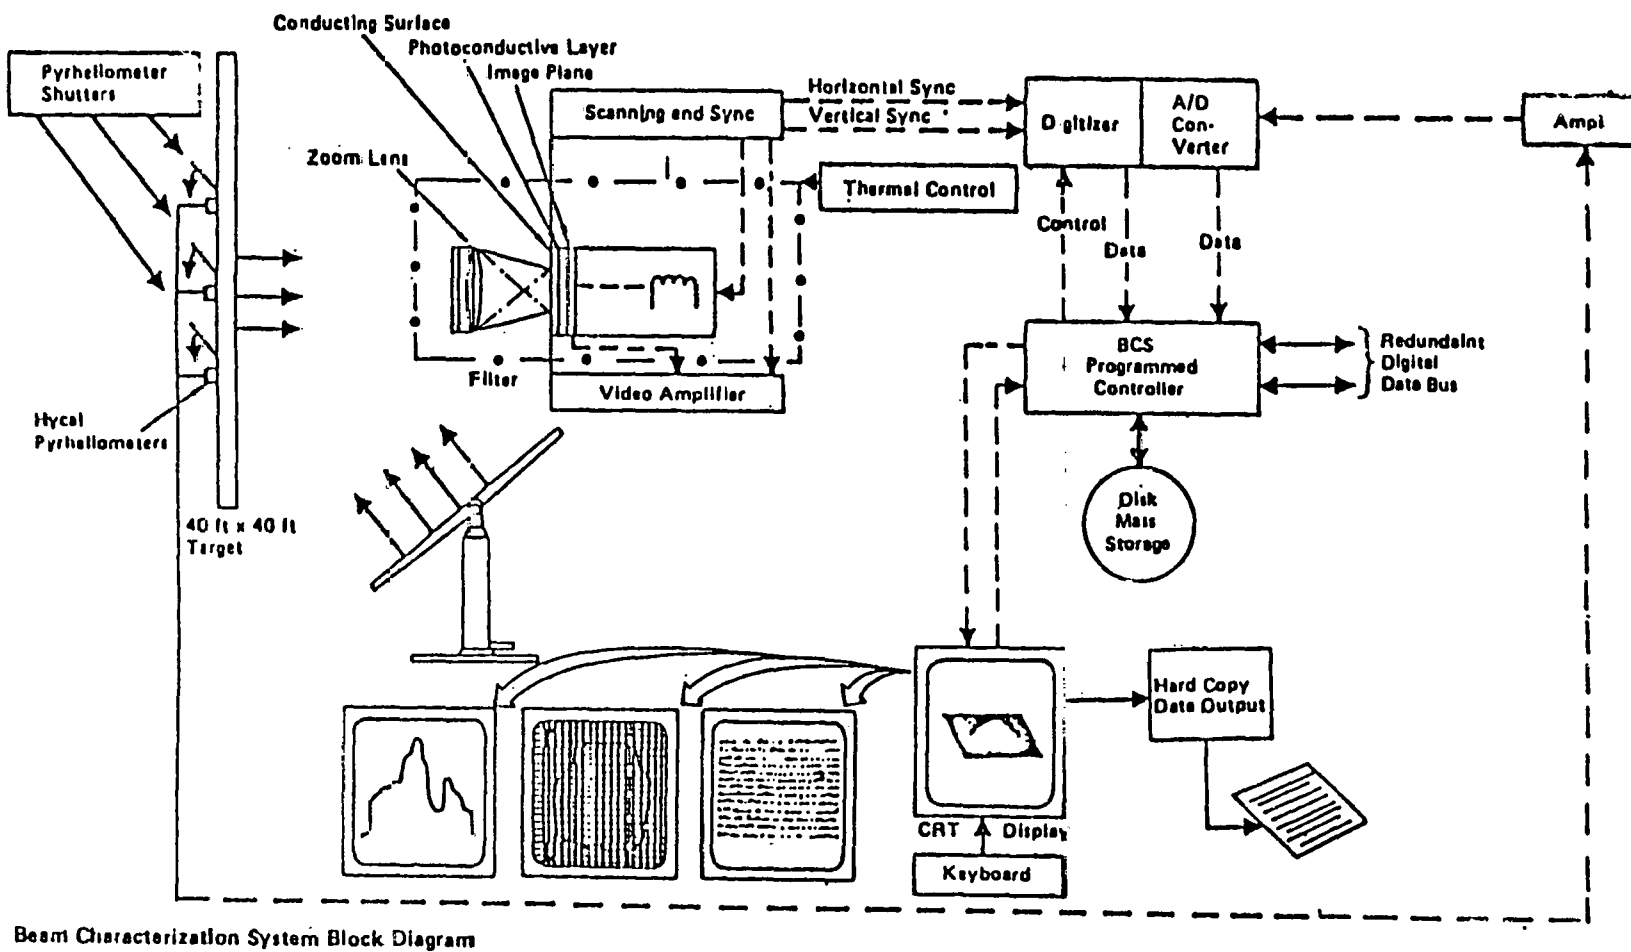 Conducting Surface
Photoconductive Layer
Image Plane
Pyrheliometer
Shutters
Scanning and Sync
Horizontal Sync
Vertical Sync
Digitizer
A/D
Con-
verter
Ampl
Zoom Lens
Thermal Control
Control
Data
Data
BCS
Programmed
Controller
Redundant
Digital
Data Bus
Filter
Video Amplifier
Hycal
Pyrheliometers
40 ft x 40 ft
Target
Disk
Mass
Storage
Hard Copy
Data Output
CRT Display
Keyboard
Beam Characterization System Block Diagram